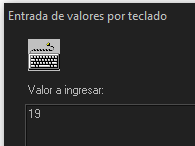 Entrada de valores por teclado
Valor a ingresar:
19